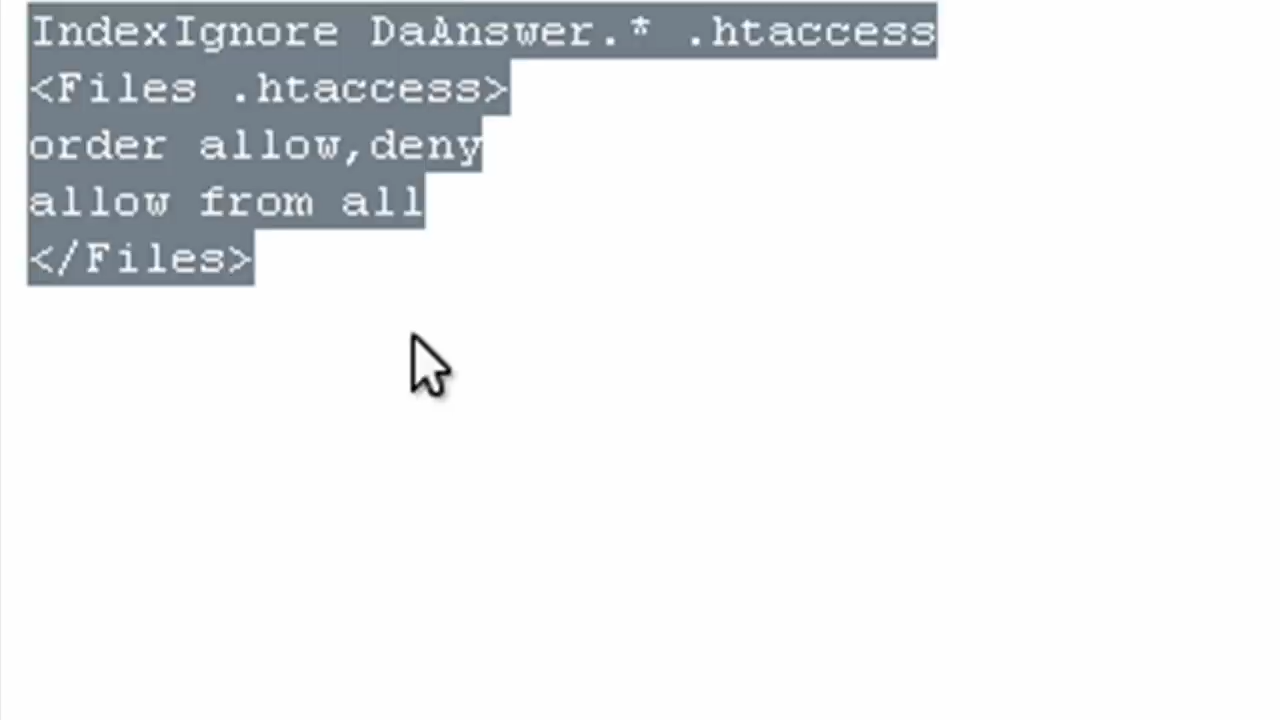 IndexIgnore DaAnswer.* .htaccess
<Files .htaccess>
order allow,deny
allow from all
</Files>